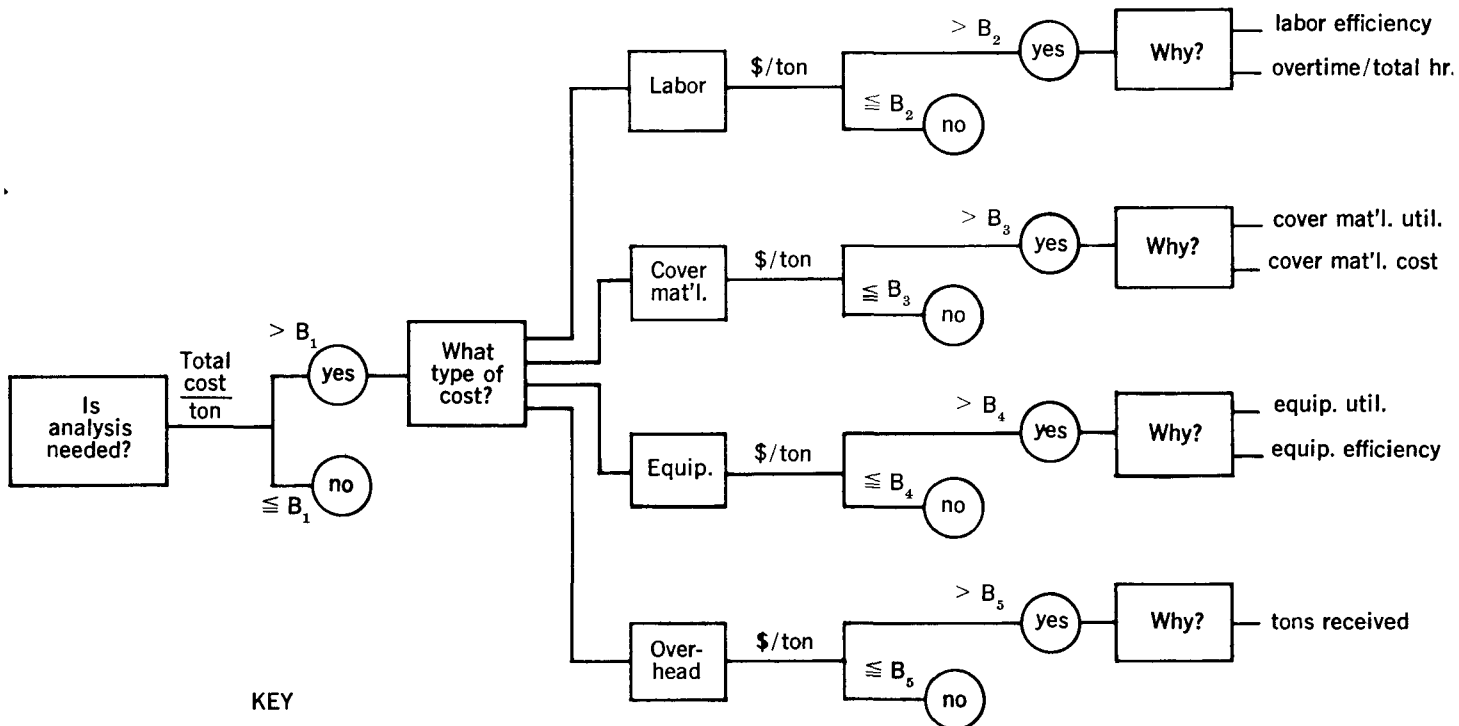 > B₂
yes
Why?
labor efficiency
overtime/total hr.
Labor
$/ton
≦ B₂
no
> B₃
yes
Why?
cover mat'l. util.
cover mat'l. cost
Cover
mat'l.
$/ton
≦ B₃
no
Is
analysis
needed?
Total
cost
ton
> B₁
yes
≦ B₁
no
What
type of
cost?
> B₄
yes
Why?
equip. util.
equip. efficiency
Equip.
$/ton
≦ B₄
no
> B₅
yes
Why?
tons received
Over-
head
$/ton
≦ B₅
no
KEY